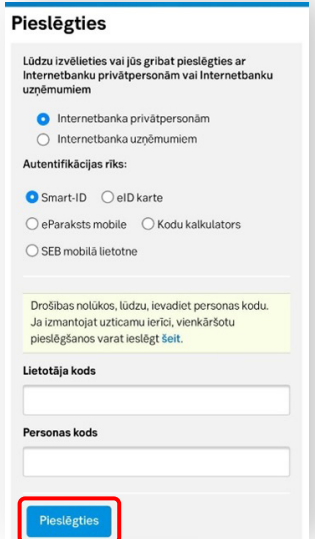 Pieslēgties
Lūdzu izvēlieties vai jūs gribat pieslēgties ar
Internetbanku privātpersonām vai Internetbanku
uzņēmumiem
Internetbanka privātpersonām
Internetbanka uzņēmumiem
Autentifikācijas rīks:
Smart-ID eID karte
eParaksts mobile Kodu kalkulators
SEB mobilā lietotne
Drošības nolūkos, lūdzu, ievadiet personas kodu.
Ja izmantojat uzticamu ierīci, vienkāršotu
pieslēgšanos varat ieslēgt šeit.
Lietotāja kods
Personas kods
Pieslēgties